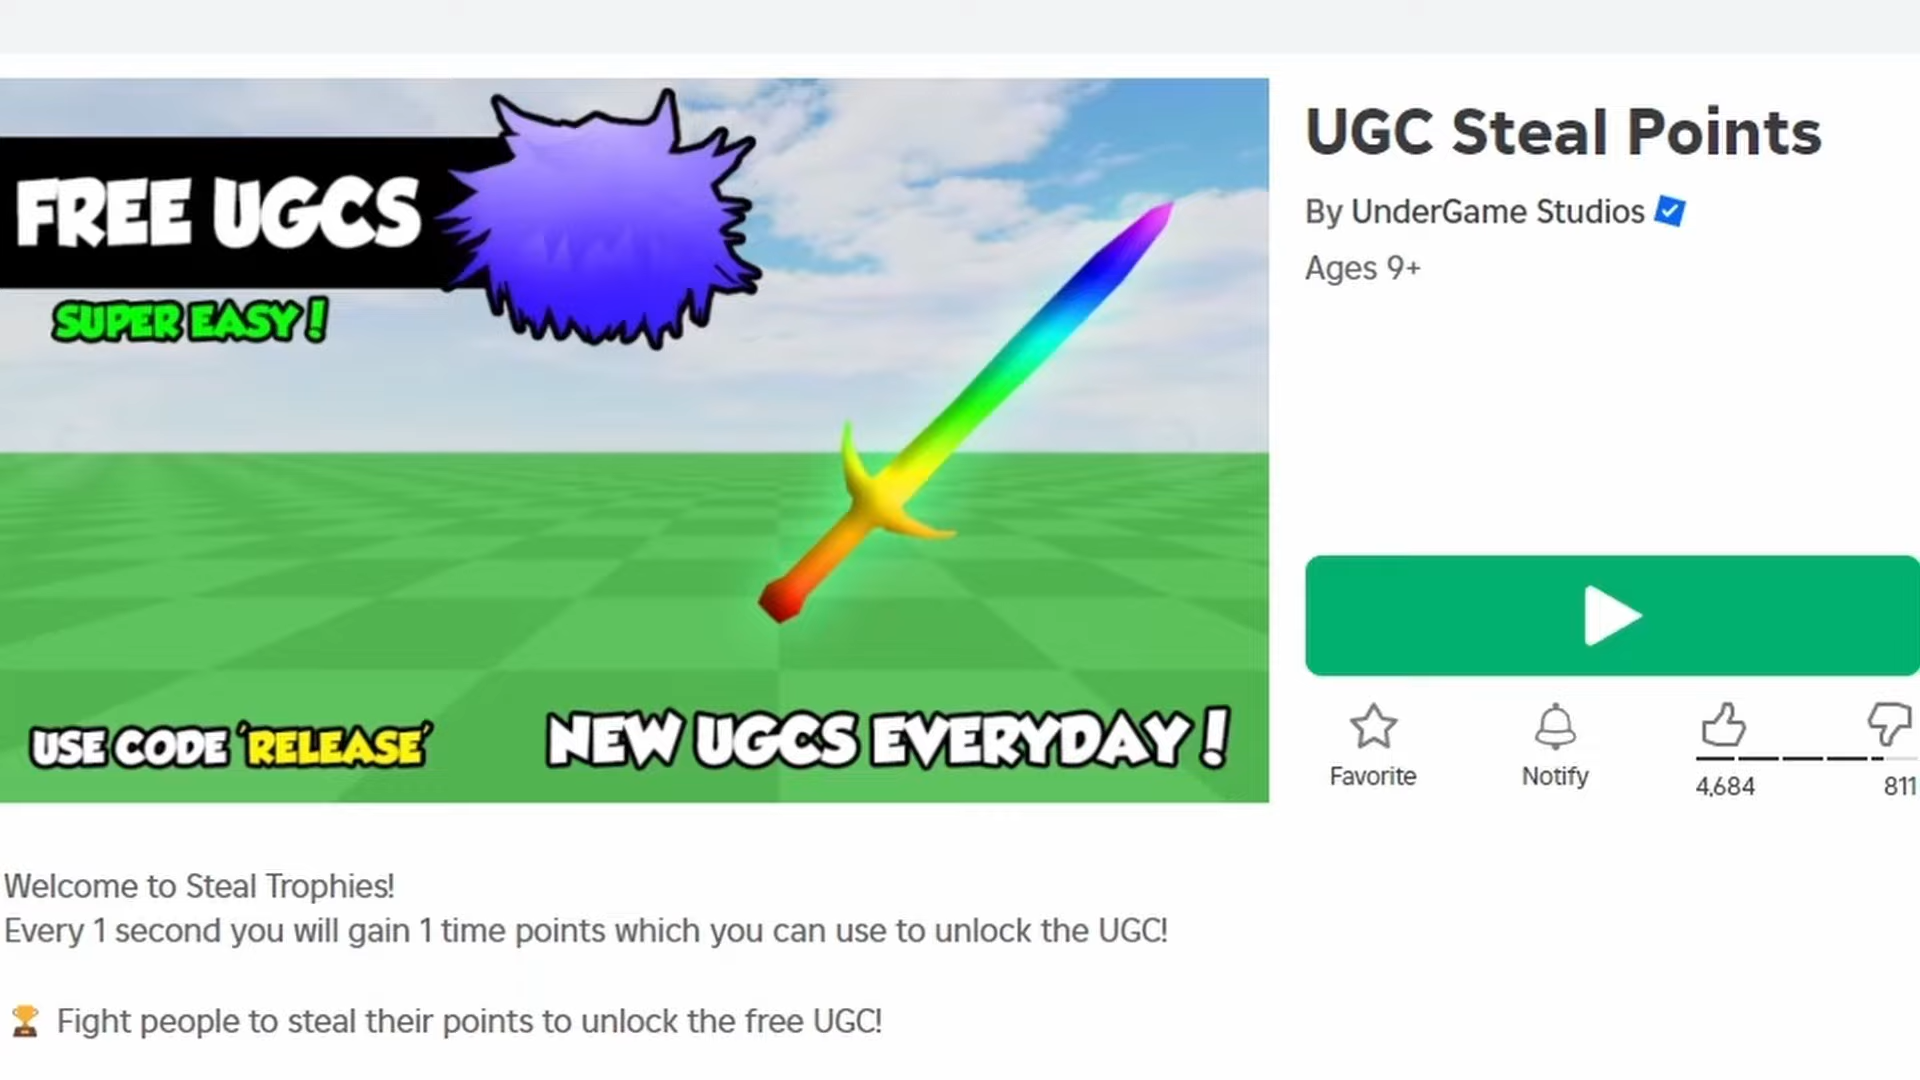 FREE UGCS
SUPER EASY!
USE CODE 'RELEASE'
NEW UGCS EVERYDAY!
UGC Steal Points
By UnderGame Studios
Ages 9+
Favorite
Notify
4,684
811
Welcome to Steal Trophies!
Every 1 second you will gain 1 time points which you can use to unlock the UGC!
🏆 Fight people to steal their points to unlock the free UGC!